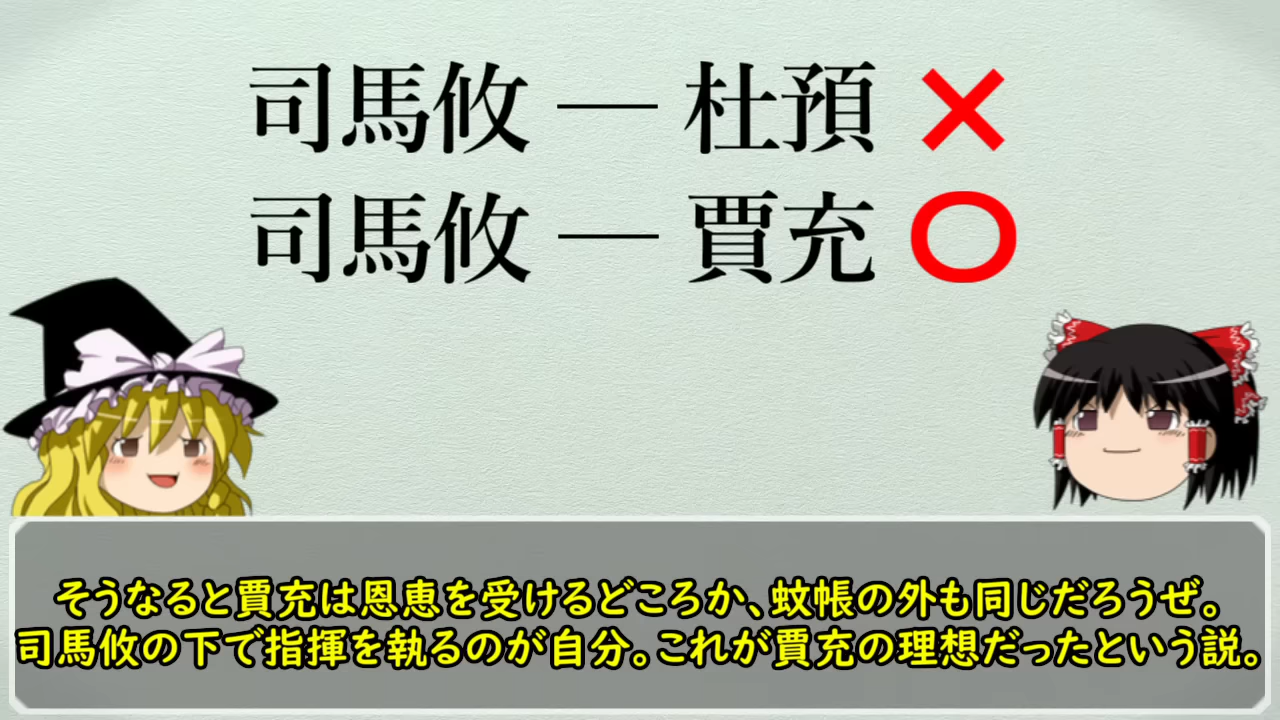 司馬攸 ― 杜預 ×
司馬攸 ― 賈充 〇
そうなると賈充は恩恵を受けるどころか、蚊帳の外も同じだろうぜ。
司馬攸の下で指揮を執るのが自分。これが賈充の理想だったという説。